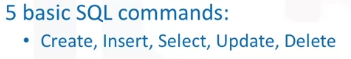 5 basic SQL commands:
• Create, Insert, Select, Update, Delete